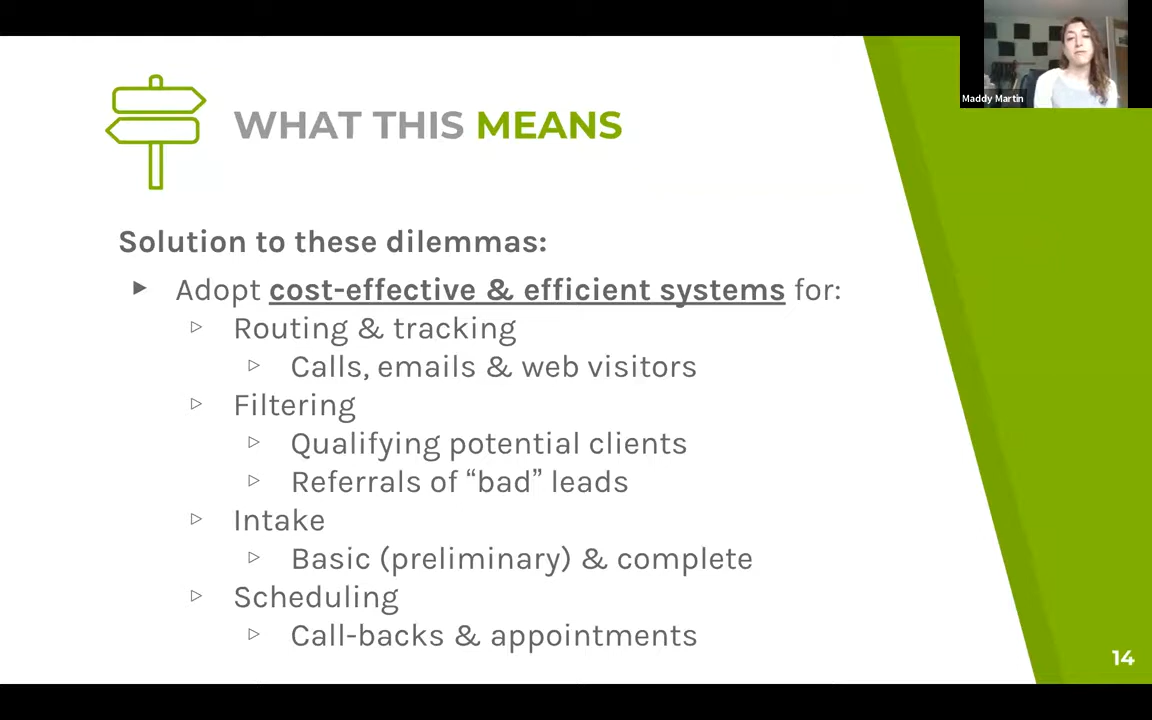 Maddy Martin
WHAT THIS MEANS
Solution to these dilemmas:
Adopt cost-effective & efficient systems for:
Routing & tracking
Calls, emails & web visitors
Filtering
Qualifying potential clients
Referrals of “bad” leads
Intake
Basic (preliminary) & complete
Scheduling
Call-backs & appointments
14